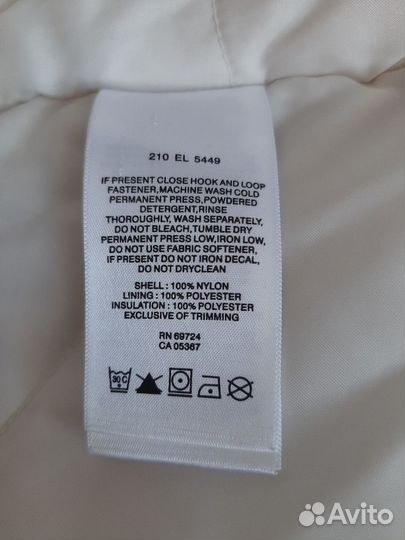 210 EL 5449
IF PRESENT CLOSE HOOK AND LOOP
FASTENER,MACHINE WASH COLD
PERMANENT PRESS,POWDERED
DETERGENT,RINSE
THOROUGHLY, WASH SEPARATELY,
DO NOT BLEACH,TUMBLE DRY
PERMANENT PRESS LOW,IRON LOW,
DO NOT USE FABRIC SOFTENER,
IF PRESENT DO NOT IRON DECAL,
DO NOT DRYCLEAN
SHELL : 100% NYLON
LINING : 100% POLYESTER
INSULATION : 100% POLYESTER
EXCLUSIVE OF TRIMMING
RN 69724
CA 05367
30 C
Avito